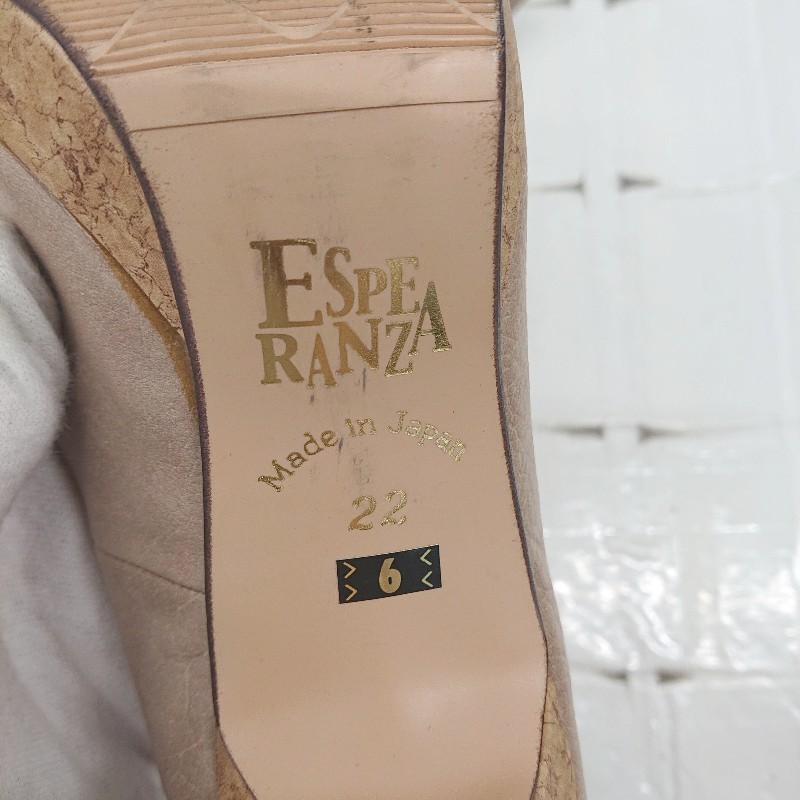 ESPE
RANZA
Made in Japan
22
> 6 <
> <